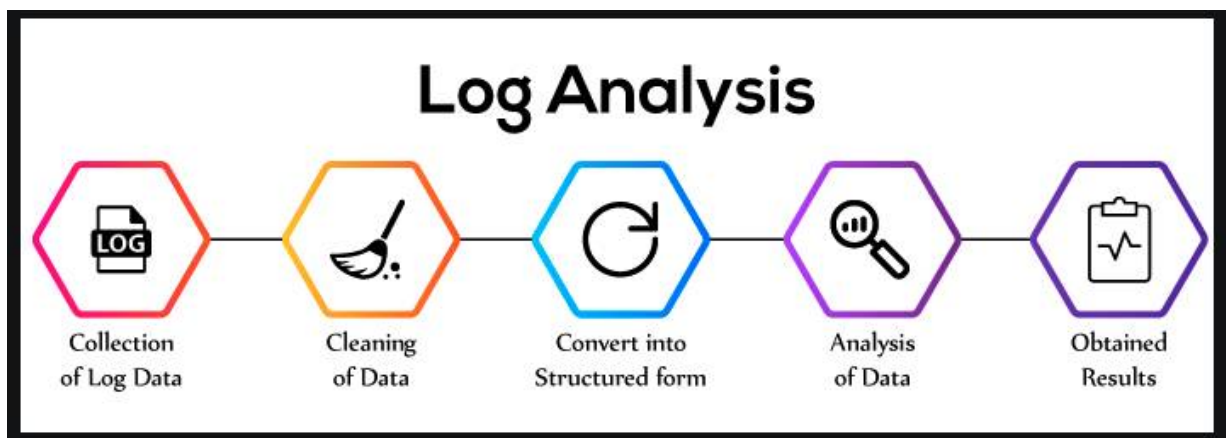 Log Analysis
LOG
Collection
of Log Data
Cleaning
of Data
Convert into
Structured form
Analysis
of Data
Obtained
Results